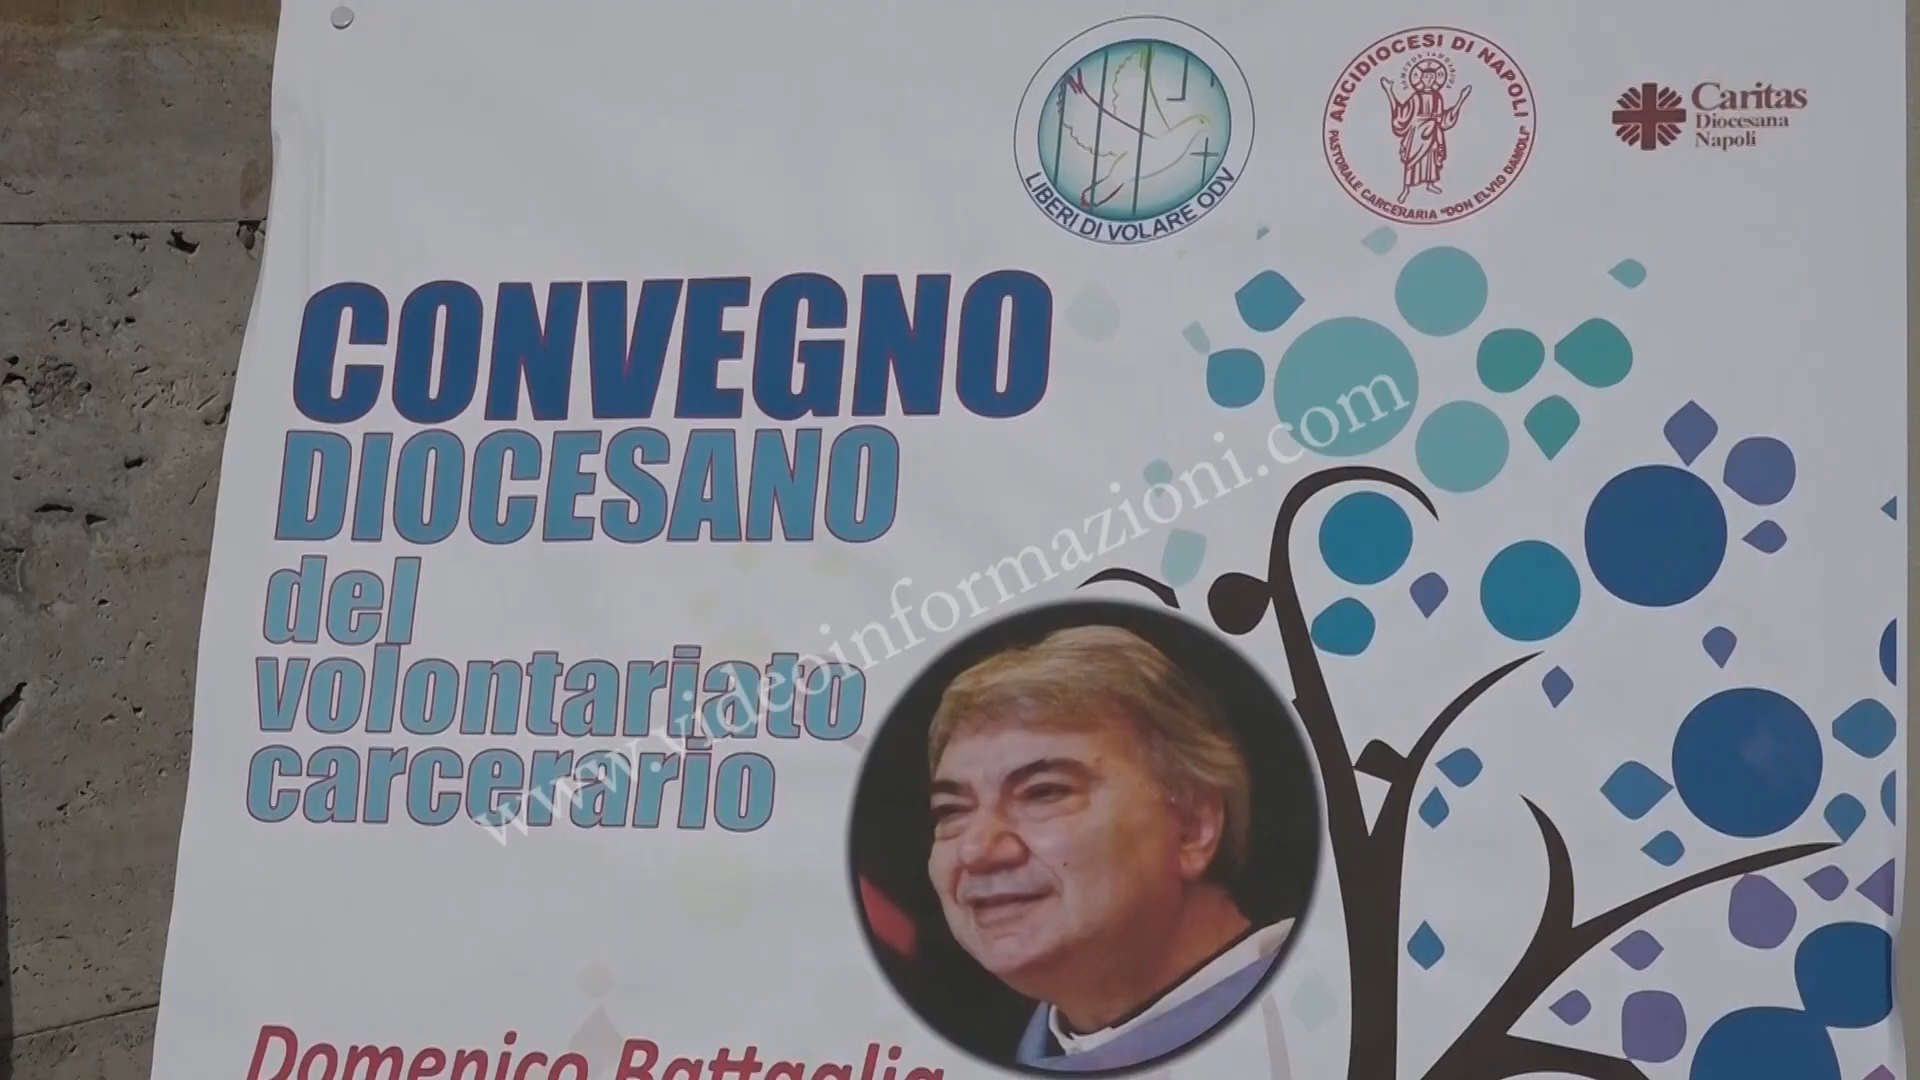 LIBERI DI VOLARE ODV
ARCIDIOCESI DI NAPOLI
PASTORALE CARCERARIA "DON ELVIO DAMOLI"
Caritas
Diocesana
Napoli
CONVEGNO
DIOCESANO
del
volontariato
carcerario
www.videoinformazioni.com
Domenico Battaglia